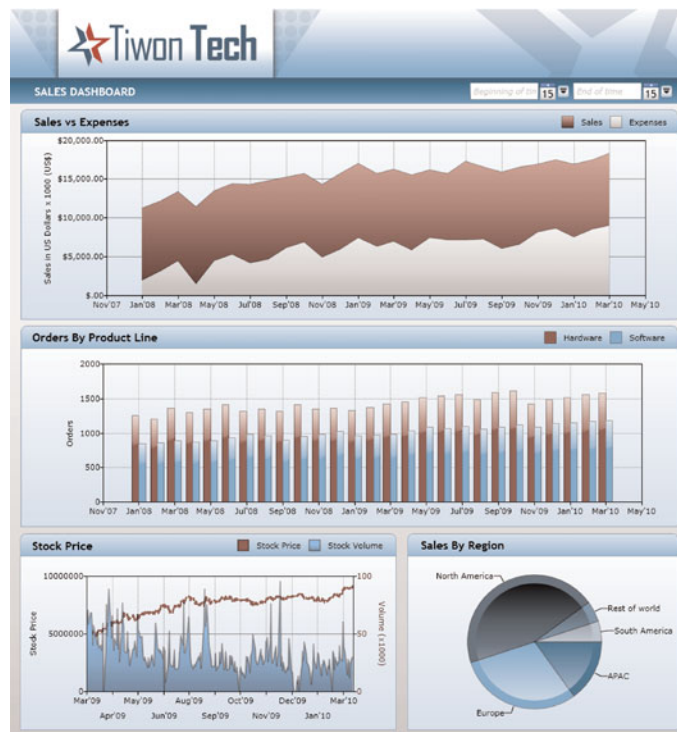 Tiwon Tech
SALES DASHBOARD
Beginning of tim 15 End of time 15
Sales vs Expenses
Sales Expenses
Sales in US Dollars x 1000 (US$)
$20,000.00
$15,000.00
$10,000.00
$5,000.00
$.00
Nov'07 Jan'08 Mar'08 May'08 Jul'08 Sep'08 Nov'08 Jan'09 Mar'09 May'09 Jul'09 Sep'09 Nov'09 Jan'10 Mar'10 May'10
Orders By Product Line
Hardware Software
Orders
2000
1500
1000
500
0
Nov'07 Jan'08 Mar'08 May'08 Jul'08 Sep'08 Nov'08 Jan'09 Mar'09 May'09 Jul'09 Sep'09 Nov'09 Jan'10 Mar'10 May'10
Stock Price
Stock Price Stock Volume
Stock Price
10000000
5000000
0
100
50
0
Volume (x1000)
Mar'09 May'09 Aug'09 Oct'09 Dec'09 Mar'10
Apr'09 Jun'09 Sep'09 Nov'09 Jan'10
Sales By Region
North America
Rest of world
South America
APAC
Europe